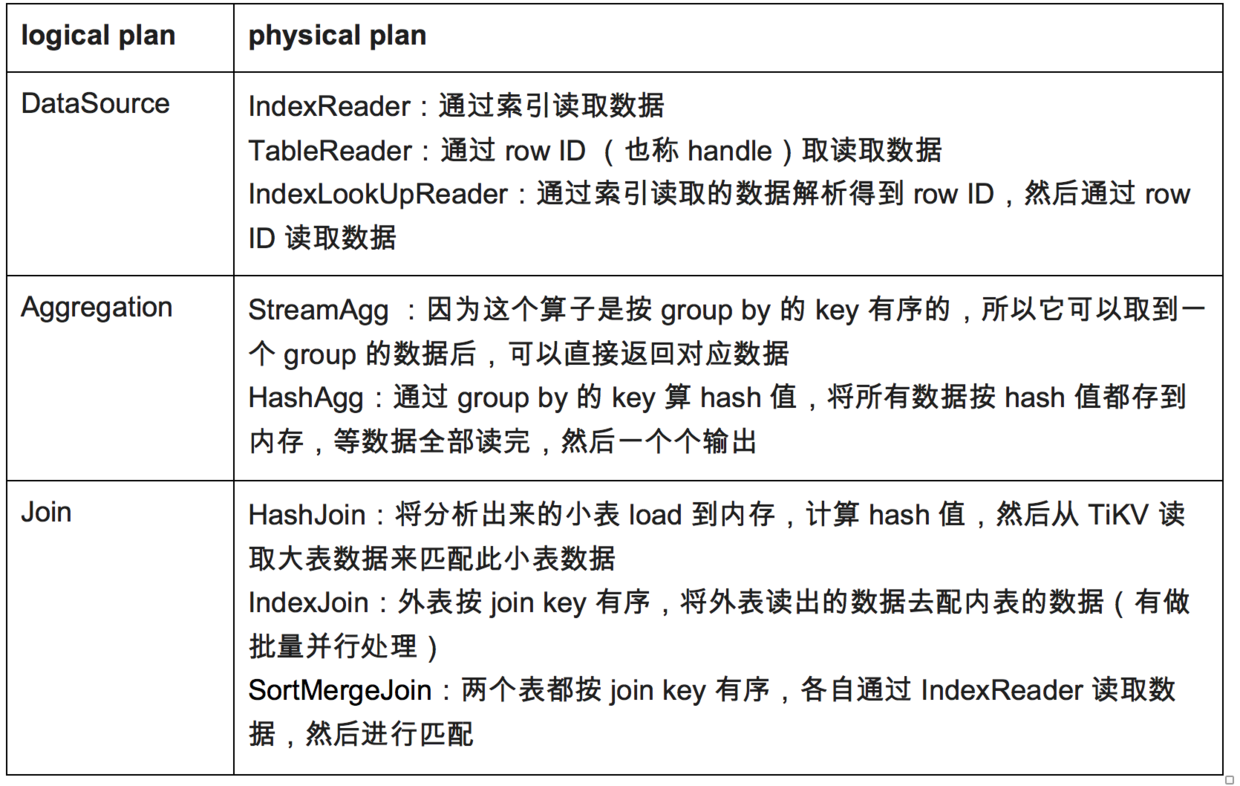 logical plan
physical plan
DataSource
IndexReader：通过索引读取数据
TableReader：通过 row ID （也称 handle）取读取数据
IndexLookUpReader：通过索引读取的数据解析得到 row ID，然后通过 row
ID 读取数据
Aggregation
StreamAgg ：因为这个算子是按 group by 的 key 有序的，所以它可以取到一
个 group 的数据后，可以直接返回对应数据
HashAgg：通过 group by 的 key 算 hash 值，将所有数据按 hash 值都存到
内存，等数据全部读完，然后一个个输出
Join
HashJoin：将分析出来的小表 load 到内存，计算 hash 值，然后从 TiKV 读
取大表数据来匹配此小表数据
IndexJoin：外表按 join key 有序，将外表读出的数据去配内表的数据（有做
批量并行处理）
SortMergeJoin：两个表都按 join key 有序，各自通过 IndexReader 读取数
据，然后进行匹配